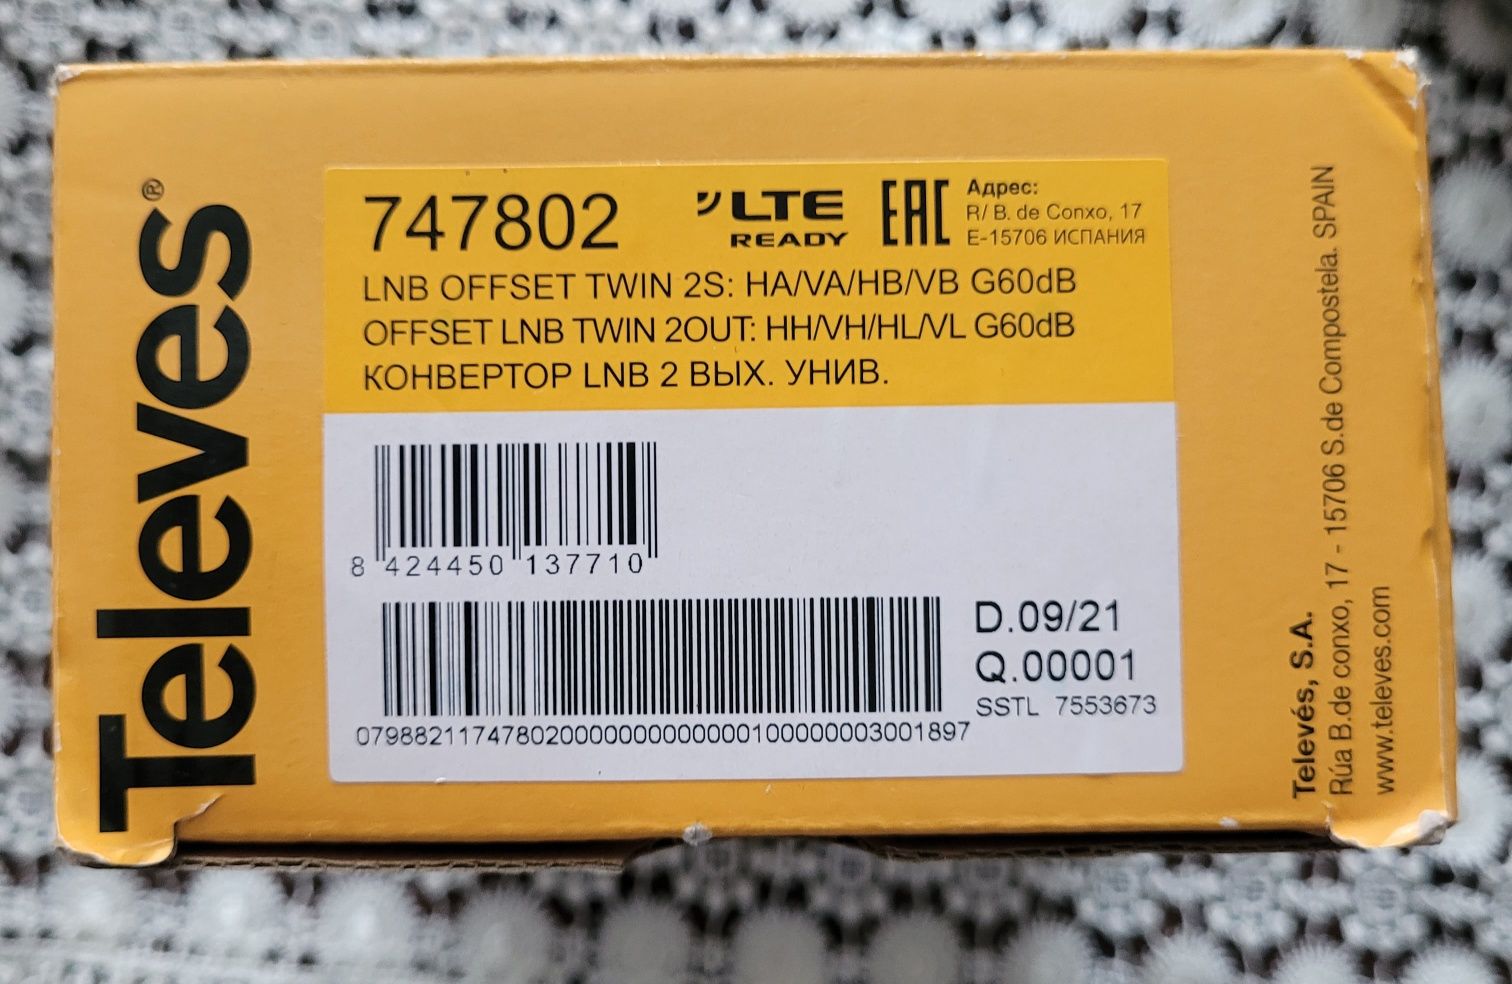 Televes®
747802
LTE
READY
EAC
Адрес:
R/ B. de Conxo, 17
E-15706 ИСПАНИЯ
LNB OFFSET TWIN 2S: HA/VA/HB/VB G60dB
OFFSET LNB TWIN 2OUT: HH/VH/HL/VL G60dB
КОНВЕРТОР LNB 2 ВЫХ. УНИВ.
8 424450 137710
D.09/21
Q.00001
SSTL 7553673
07988211747802000000000000001000000003001897
Televés, S.A.
Rúa B.de conxo, 17 - 15706 S.de Compostela. SPAIN
www.televes.com